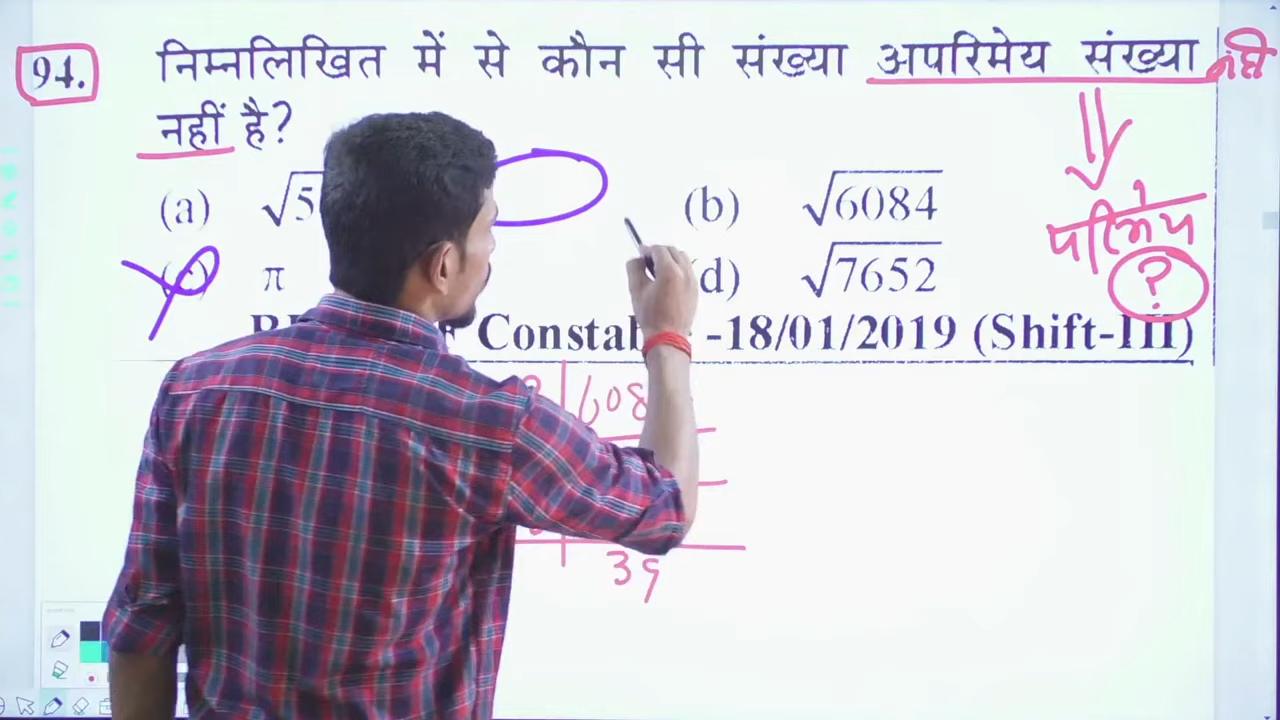 94. निम्नलिखित में से कौन सी संख्या अपरिमेय संख्या नहीं
नहीं है?
(a) √5 (b) √6084
π (d) √7652
Constab -18/01/2019 (Shift-III)
परिमेय
?
608
39